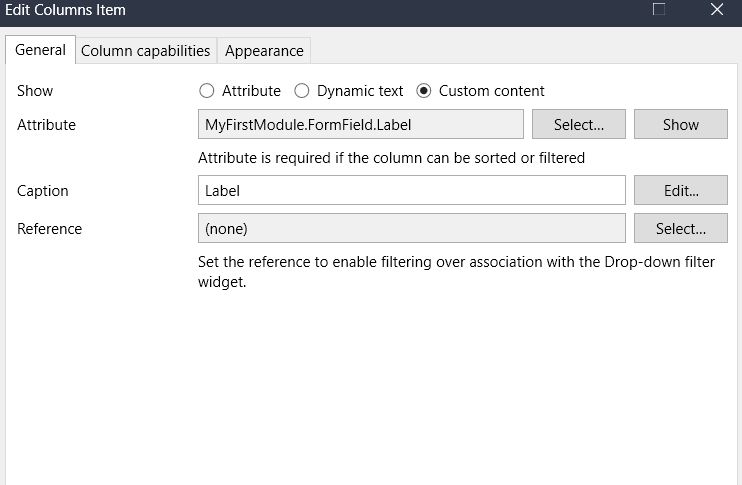 Edit Columns Item
General Column capabilities Appearance
Show Attribute Dynamic text Custom content
Attribute MyFirstModule.FormField.Label Select... Show
Attribute is required if the column can be sorted or filtered
Caption Label Edit...
Reference (none) Select...
Set the reference to enable filtering over association with the Drop-down filter
widget.